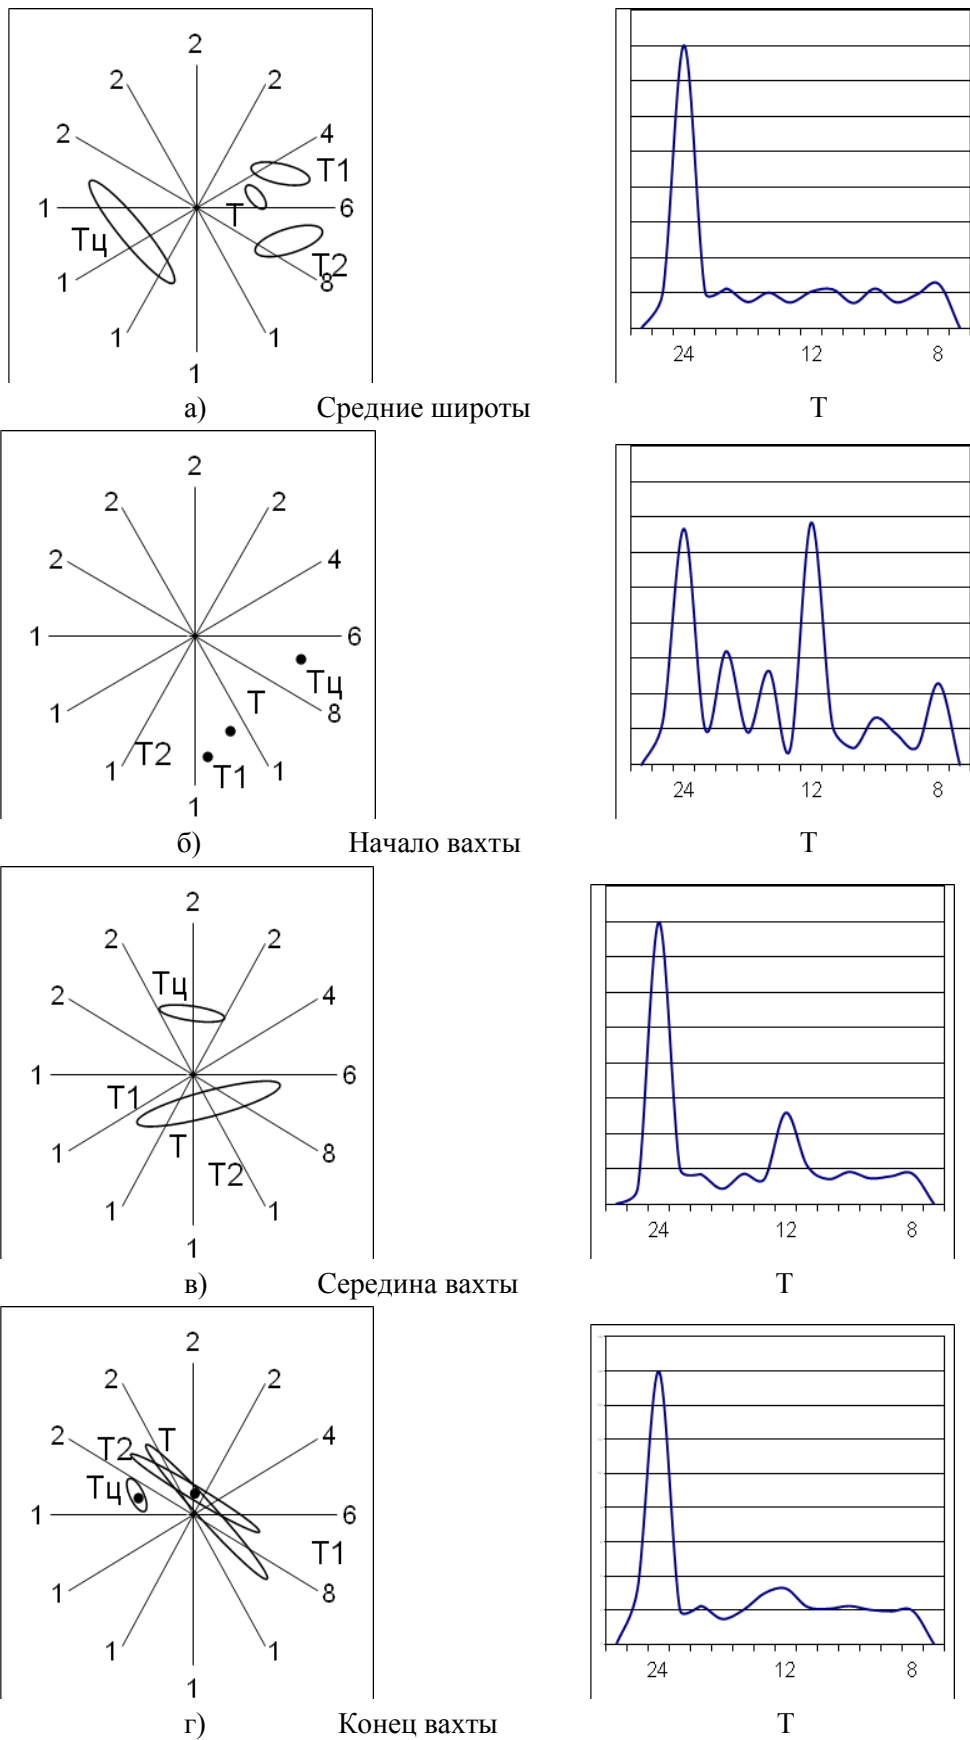 2
2 2
2 4
Т1
1 Т 6
Тц
Т2
1 8
1 1
1
24 12 8
а) Средние широты Т
2
2 2
2 4
1 6
Тц
Т
1 8
Т2
1 Т1 1
1
24 12 8
б) Начало вахты Т
2
2 2
Тц
2 4
1 6
Т1
Т
1 8
Т2
1 1
1
24 12 8
в) Середина вахты Т
2
2 2
2 Т2 Т 4
Тц
1 6
Т1
1 8
1 1
1
24 12 8
г) Конец вахты Т